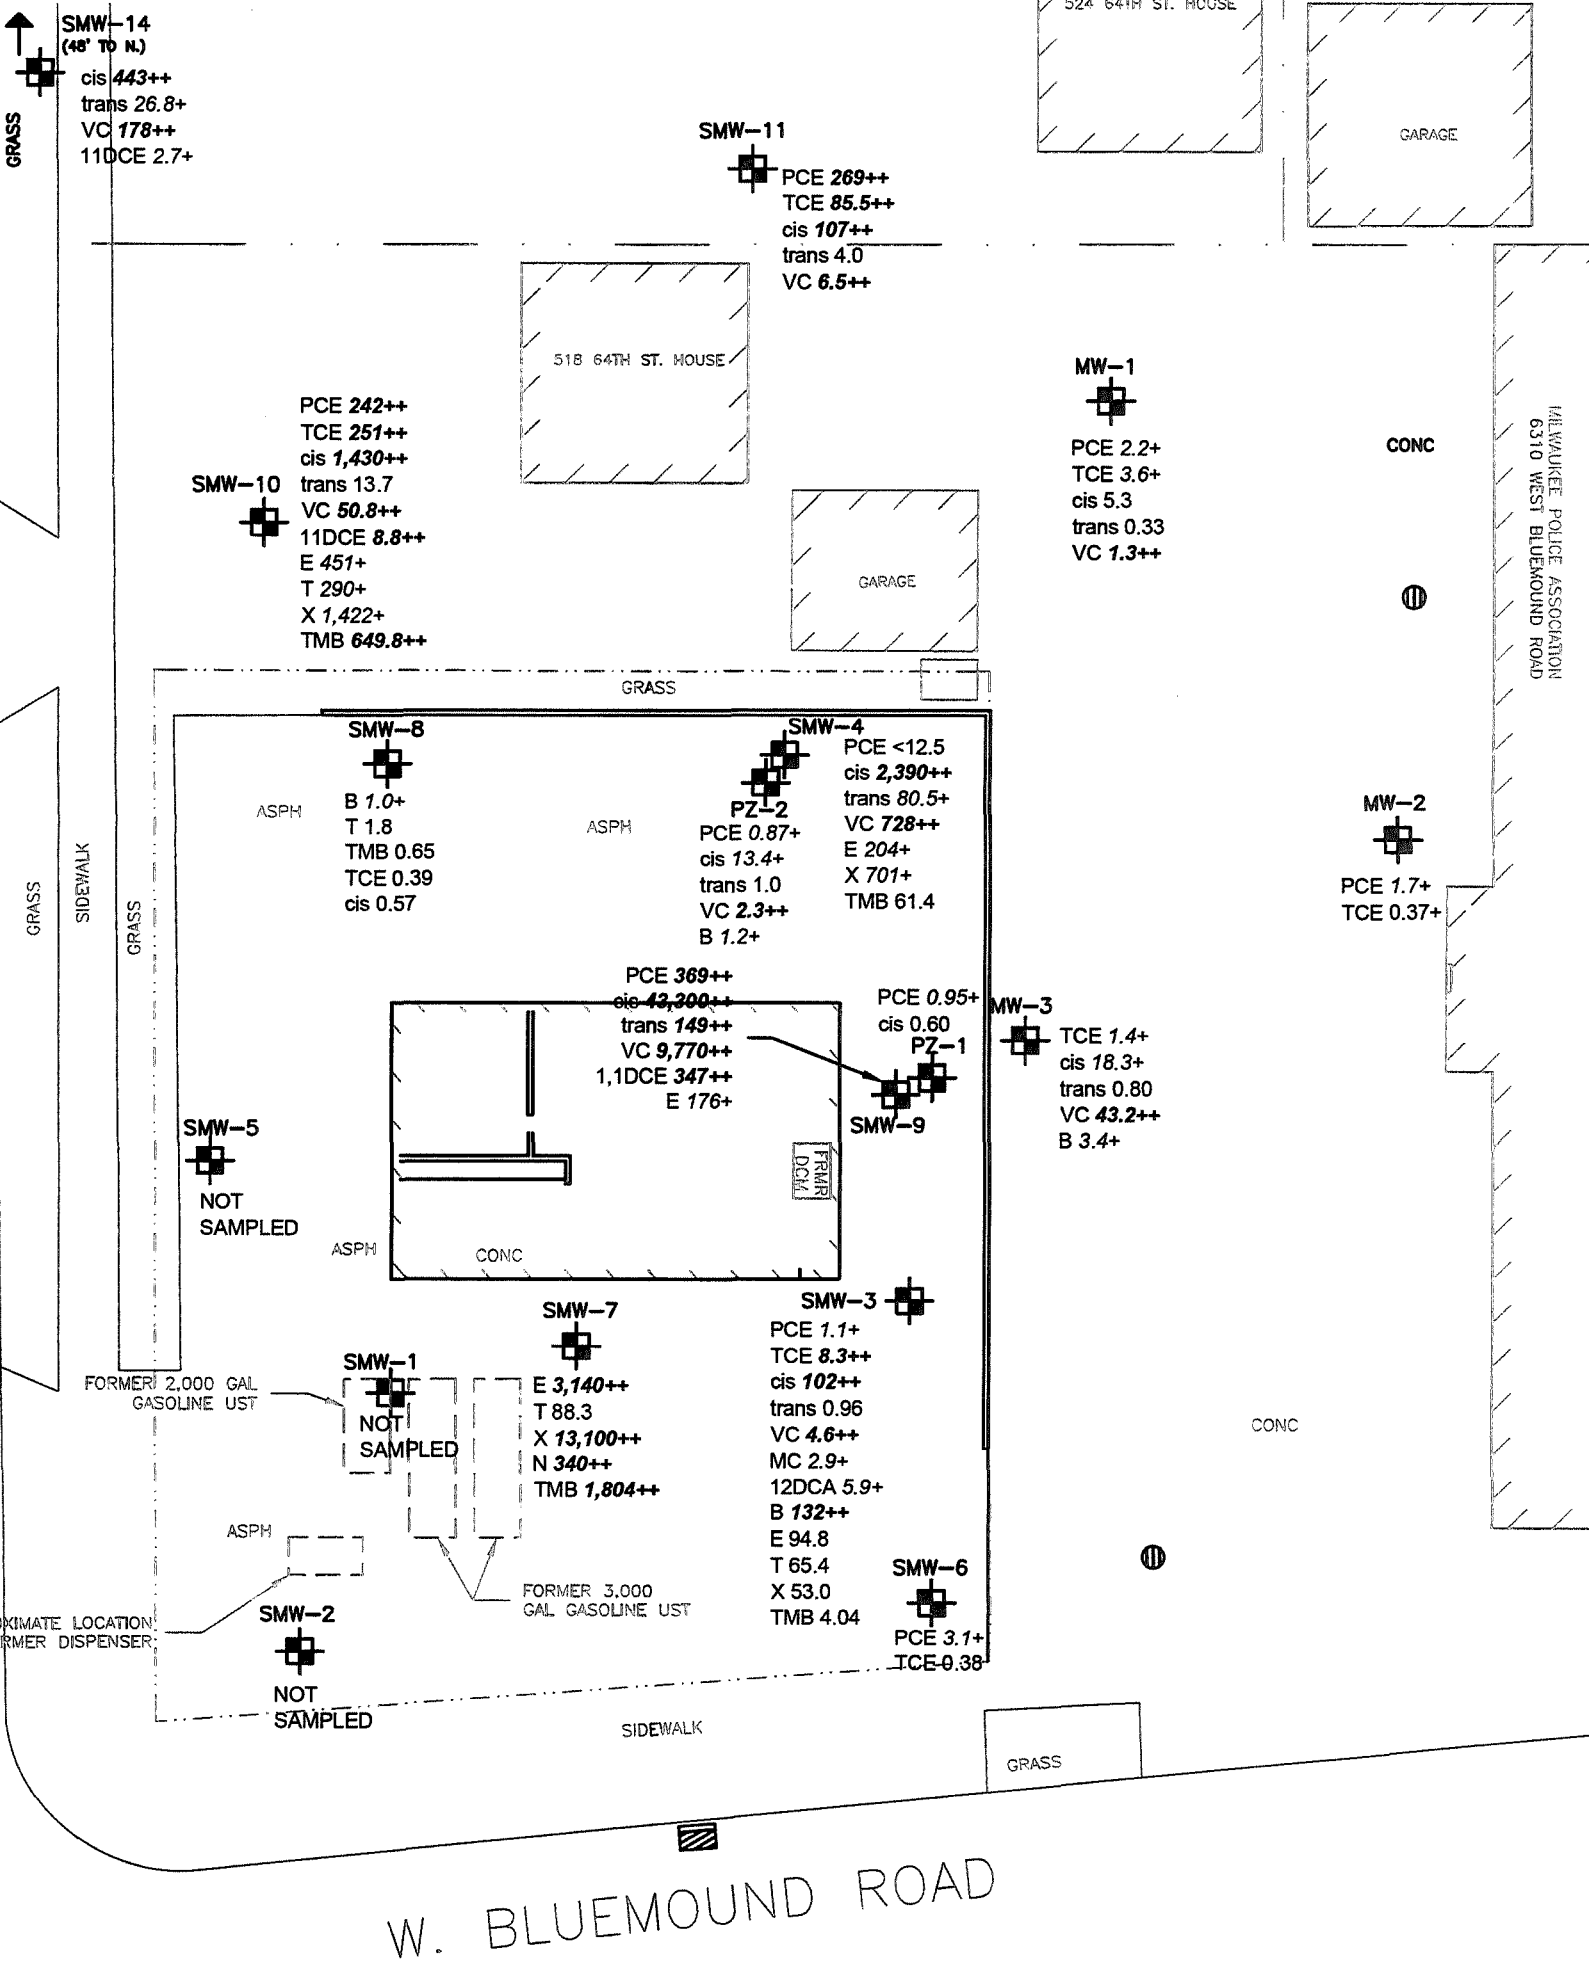 SMW-14
(48' TO N.)
cis 443++
trans 26.8+
VC 178++
11DCE 2.7+
GRASS
524 64TH ST. HOUSE
GARAGE
SMW-11
PCE 269++
TCE 85.5++
cis 107++
trans 4.0
VC 6.5++
518 64TH ST. HOUSE
MW-1
PCE 2.2+
TCE 3.6+
cis 5.3
trans 0.33
VC 1.3++
CONC
MILWAUKEE POLICE ASSOCIATION
6310 WEST BLUEMOUND ROAD
SMW-10
PCE 242++
TCE 251++
cis 1,430++
trans 13.7
VC 50.8++
11DCE 8.8++
E 451+
T 290+
X 1,422+
TMB 649.8++
GARAGE
GRASS
SMW-8
B 1.0+
T 1.8
TMB 0.65
TCE 0.39
cis 0.57
ASPH
ASPH
SMW-4
PCE <12.5
cis 2,390++
trans 80.5+
VC 728++
E 204+
X 701+
TMB 61.4
PZ-2
PCE 0.87+
cis 13.4+
trans 1.0
VC 2.3++
B 1.2+
MW-2
PCE 1.7+
TCE 0.37+
GRASS
SIDEWALK
GRASS
PCE 369++
cis 43,300++
trans 149++
VC 9,770++
1,1DCE 347++
E 176+
PCE 0.95+
cis 0.60
PZ-1
SMW-9
MW-3
TCE 1.4+
cis 18.3+
trans 0.80
VC 43.2++
B 3.4+
SMW-5
NOT
SAMPLED
FRMR
DCM
ASPH
CONC
SMW-7
E 3,140++
T 88.3
X 13,100++
N 340++
TMB 1,804++
SMW-3
PCE 1.1+
TCE 8.3++
cis 102++
trans 0.96
VC 4.6++
MC 2.9+
12DCA 5.9+
B 132++
E 94.8
T 65.4
X 53.0
TMB 4.04
SMW-1
NOT
SAMPLED
FORMER 2,000 GAL
GASOLINE UST
CONC
ASPH
FORMER 3,000
GAL GASOLINE UST
SMW-6
PCE 3.1+
TCE 0.38
XIMATE LOCATION
RMER DISPENSER
SMW-2
NOT
SAMPLED
SIDEWALK
GRASS
W. BLUEMOUND ROAD